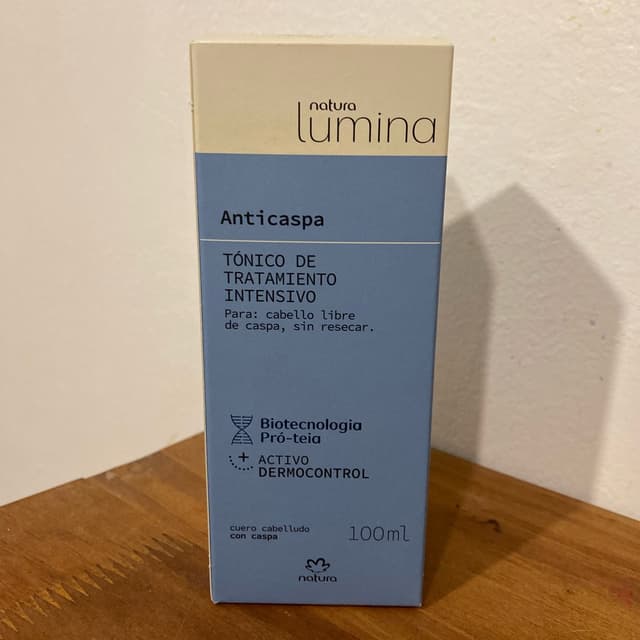 natura
lumina
Anticaspa
TÓNICO DE
TRATAMIENTO
INTENSIVO
Para: cabello libre
de caspa, sin resecar.
Biotecnologia
Pró-teia
+ ACTIVO
DERMOCONTROL
cuero cabelludo
con caspa
100ml
natura